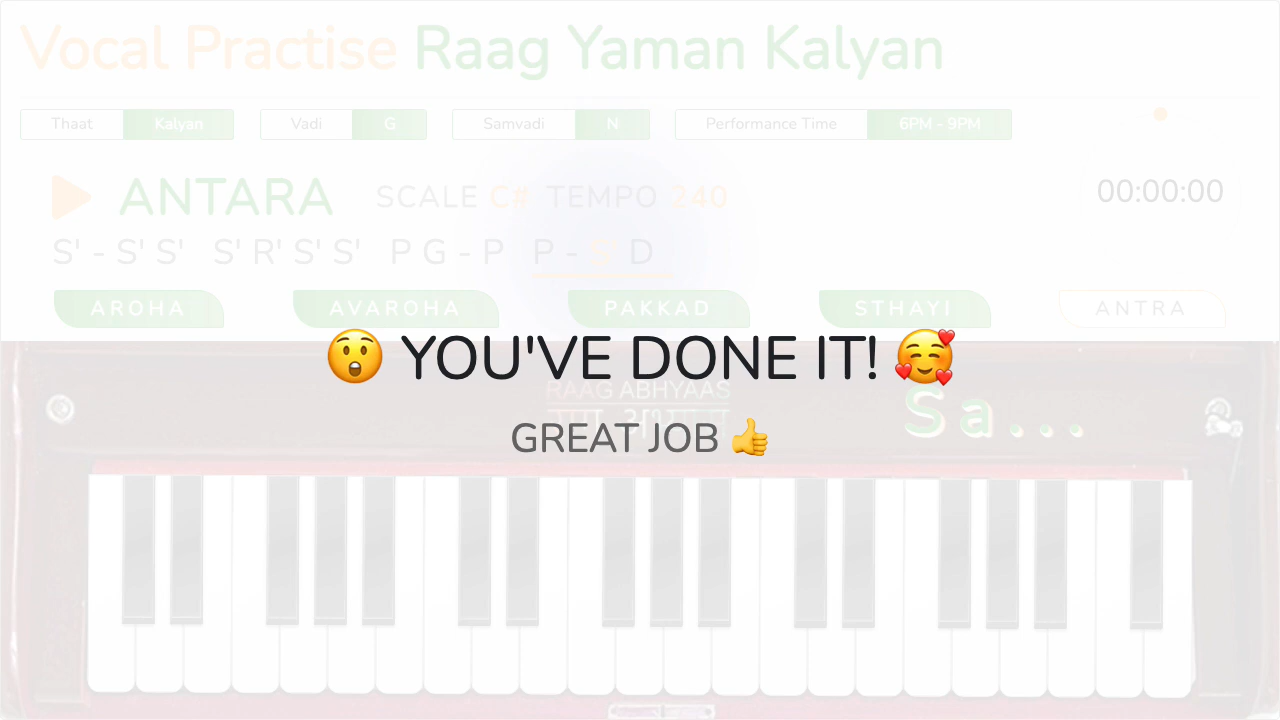 Vocal Practise Raag Yaman Kalyan
Thaat Kalyan Vadi G Samvadi N Performance Time 6PM - 9PM
ANTARA SCALE C# TEMPO 240
00:00:00
S' - S' S' S' R' S' S' P G - P P - S' D
AROHA AVAROHA PAKKAD STHAYI ANTRA
😲 YOU'VE DONE IT! 🥰
RAAG ABHYAAS
Sa...
GREAT JOB 👍